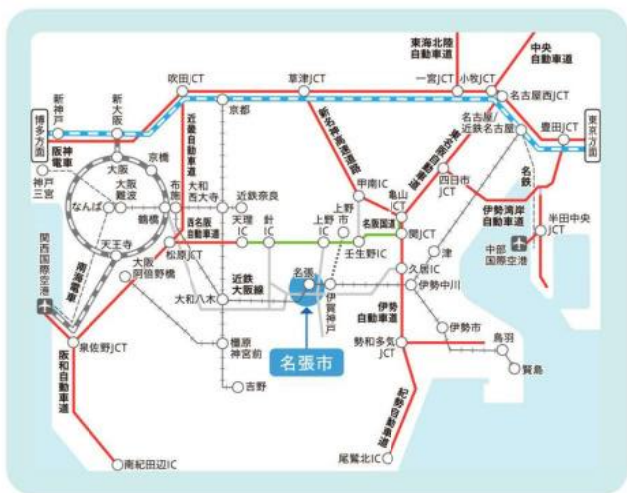 東海北陸
自動車道
中央
自動車道
吹田JCT
草津JCT
一宮JCT
小牧JCT
名古屋西JCT
新神戸
新大阪
京都
博多方面
東京方面
名古屋/
近鉄名古屋
豊田JCT
阪神
電車
神戸
三宮
大阪
京橋
近畿自動車道
東名阪自動車道
名鉄
大阪
難波
なんば
布施
鶴橋
大和
西大寺
近鉄奈良
甲南IC
亀山
JCT
四日市
JCT
伊勢湾岸
自動車道
半田中央
JCT
上野
市
上野
IC
名阪国道
関JCT
西名阪
自動車道
天理
IC
針
IC
壬生野IC
天王寺
松原JCT
津
中部
国際空港
関西国際空港
南海電車
大阪
阿倍野橋
近鉄
大阪線
名張
久居IC
伊勢中川
大和八木
伊賀神戸
伊勢
自動車道
伊勢市
泉佐野JCT
橿原
神宮前
名張市
勢和多気
JCT
鳥羽
賢島
阪和自動車道
吉野
紀勢自動車道
南紀田辺IC
尾鷲北IC